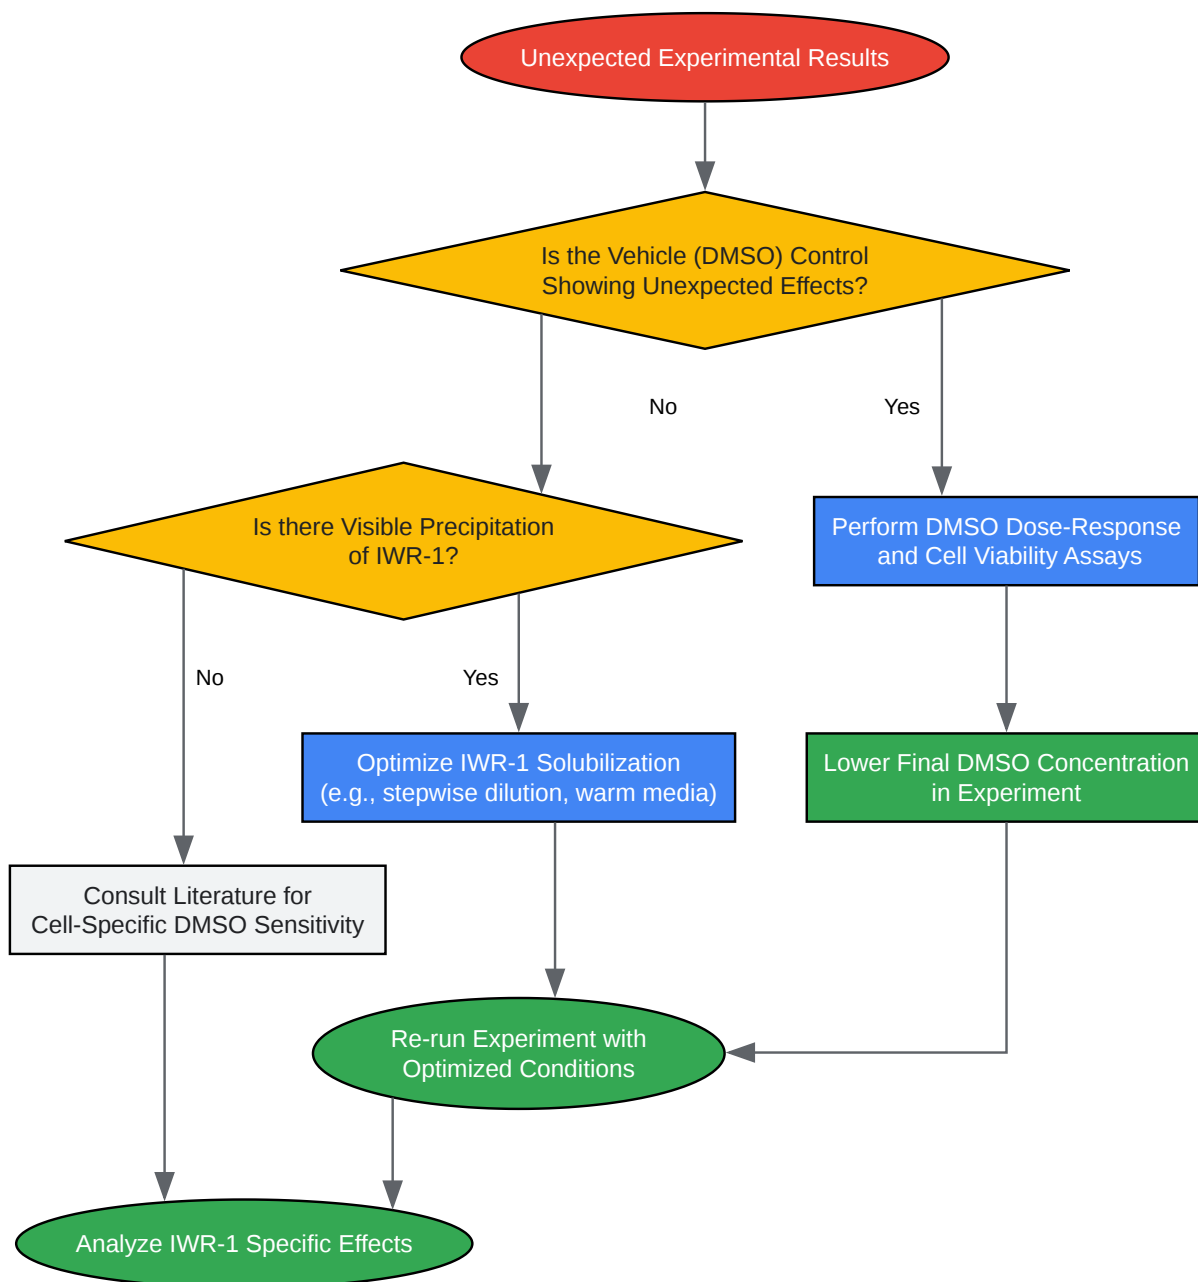 Unexpected Experimental Results
Is the Vehicle (DMSO) Control
Showing Unexpected Effects?
No
Yes
Is there Visible Precipitation
of IWR-1?
Perform DMSO Dose-Response
and Cell Viability Assays
No
Yes
Optimize IWR-1 Solubilization
(e.g., stepwise dilution, warm media)
Lower Final DMSO Concentration
in Experiment
Consult Literature for
Cell-Specific DMSO Sensitivity
Re-run Experiment with
Optimized Conditions
Analyze IWR-1 Specific Effects